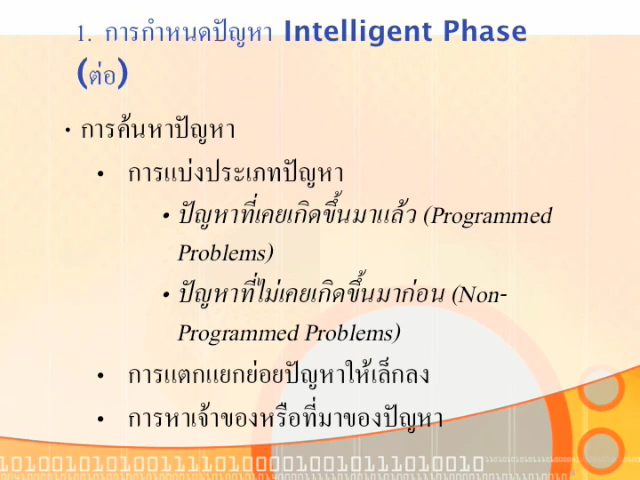 1. การกำหนดปัญหา Intelligent Phase
(ต่อ)
• การค้นหาปัญหา
• การแบ่งประเภทปัญหา
• ปัญหาที่เคยเกิดขึ้นมาแล้ว (Programmed
Problems)
• ปัญหาที่ไม่เคยเกิดขึ้นมาก่อน (Non-
Programmed Problems)
• การแตกแยกย่อยปัญหาให้เล็กลง
• การหาเจ้าของหรือที่มาของปัญหา